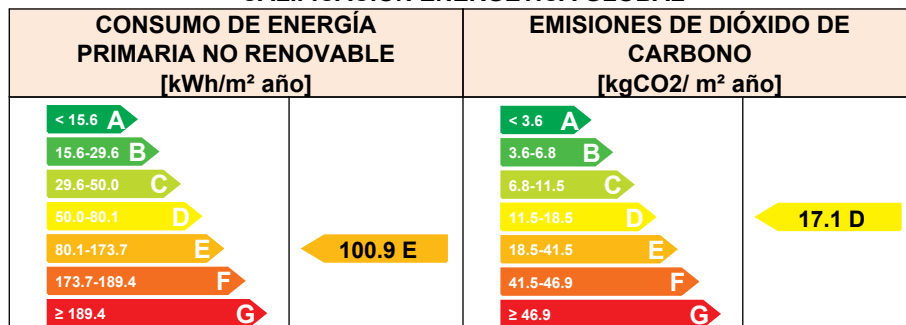 CALIFICACIÓN ENERGÉTICA GLOBAL
CONSUMO DE ENERGÍA
PRIMARIA NO RENOVABLE
[kWh/m² año]
EMISIONES DE DIÓXIDO DE
CARBONO
[kgCO2/ m² año]
< 15.6 A
15.6-29.6 B
29.6-50.0 C
50.0-80.1 D
80.1-173.7 E
173.7-189.4 F
≥ 189.4 G
100.9 E
< 3.6 A
3.6-6.8 B
6.8-11.5 C
11.5-18.5 D
18.5-41.5 E
41.5-46.9 F
≥ 46.9 G
17.1 D